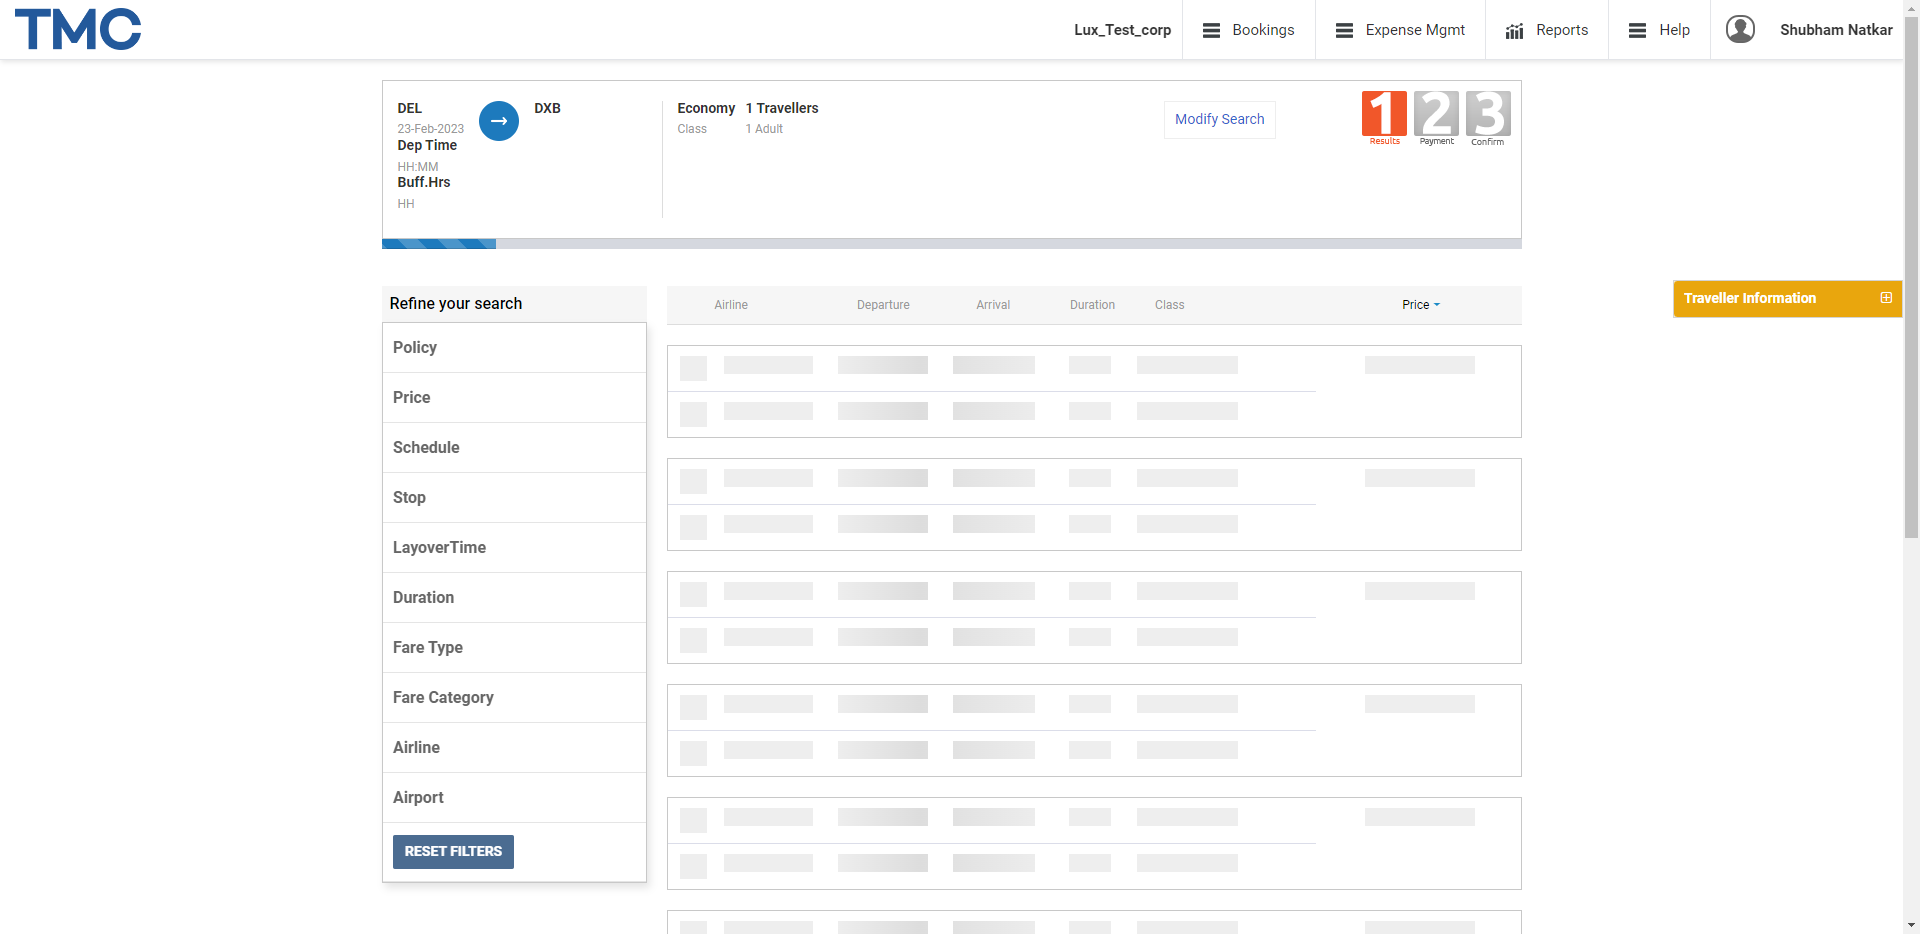 TMC
Lux_Test_corp
Bookings
Expense Mgmt
Reports
Help
Shubham Natkar
DEL
23-Feb-2023
Dep Time
HH:MM
Buff.Hrs
HH
DXB
Economy
Class
1 Travellers
1 Adult
Modify Search
1
Results
2
Payment
3
Confirm
Traveller Information
Refine your search
Policy
Price
Schedule
Stop
LayoverTime
Duration
Fare Type
Fare Category
Airline
Airport
RESET FILTERS
Airline
Departure
Arrival
Duration
Class
Price